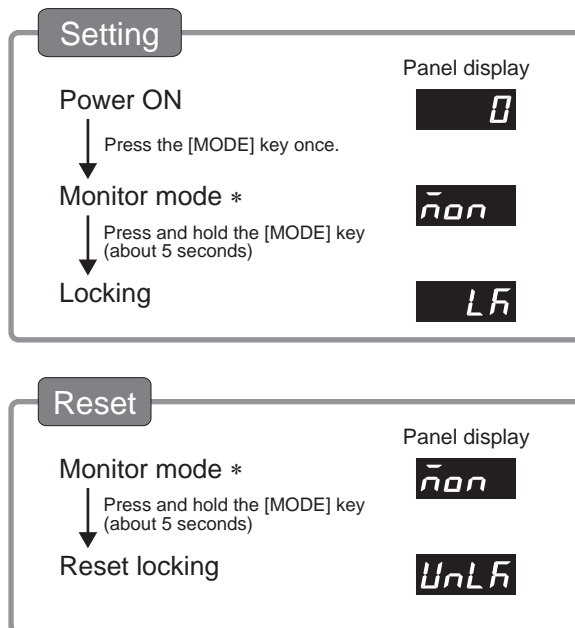 Setting
Panel display
Power ON
0
Press the [MODE] key once.
Monitor mode *
mon
Press and hold the [MODE] key
(about 5 seconds)
Locking
LK
Reset
Panel display
Monitor mode *
mon
Press and hold the [MODE] key
(about 5 seconds)
Reset locking
UnLK